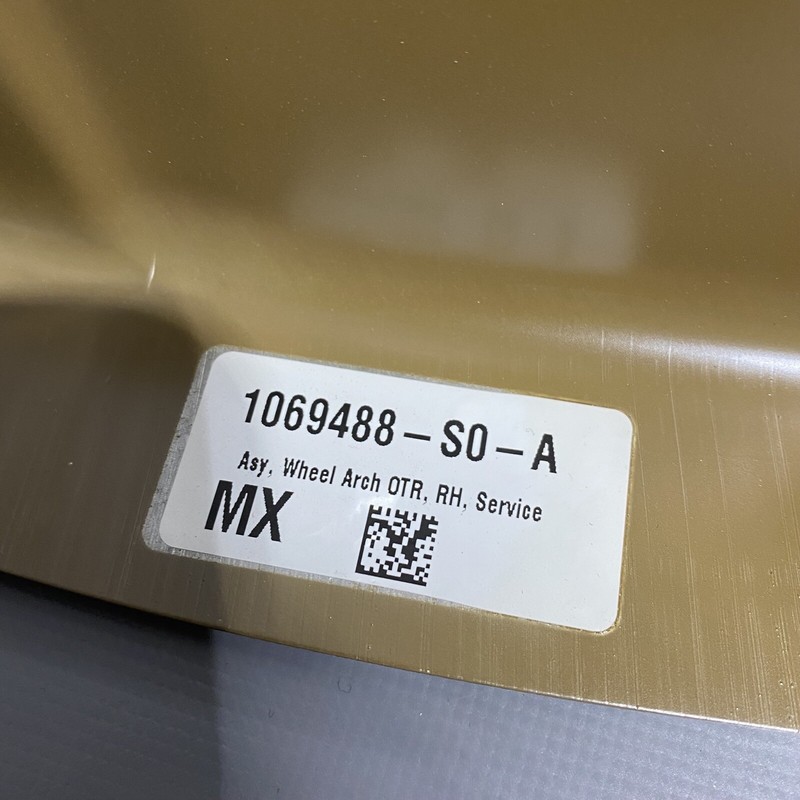 1069488-S0-A
Asy, Wheel Arch OTR, RH, Service
MX